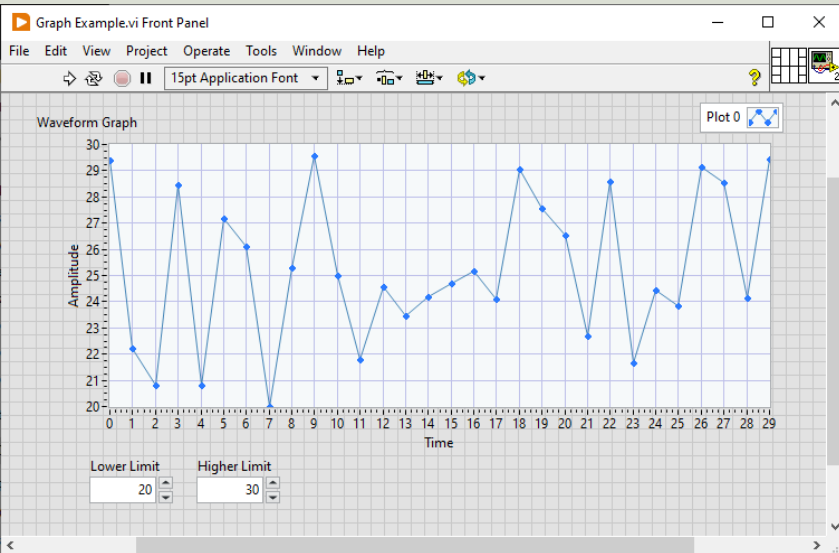 Graph Example.vi Front Panel
File Edit View Project Operate Tools Window Help
15pt Application Font
2
Plot 0
Waveform Graph
30
29
28
27
26
25
24
23
22
21
20
Amplitude
0 1 2 3 4 5 6 7 8 9 10 11 12 13 14 15 16 17 18 19 20 21 22 23 24 25 26 27 28 29
Time
Lower Limit Higher Limit
20 30